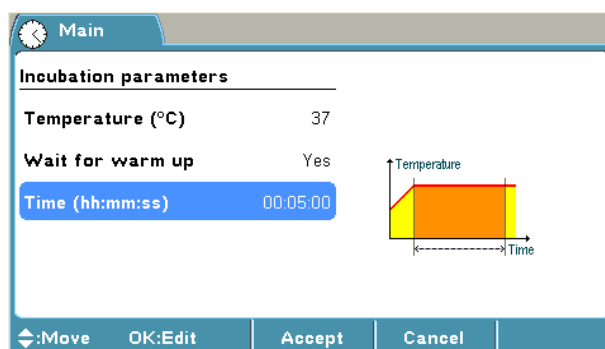 Main
Incubation parameters
Temperature (°C) 37
Wait for warm up Yes
Time (hh:mm:ss) 00:05:00
Temperature
Time
:Move OK:Edit Accept Cancel